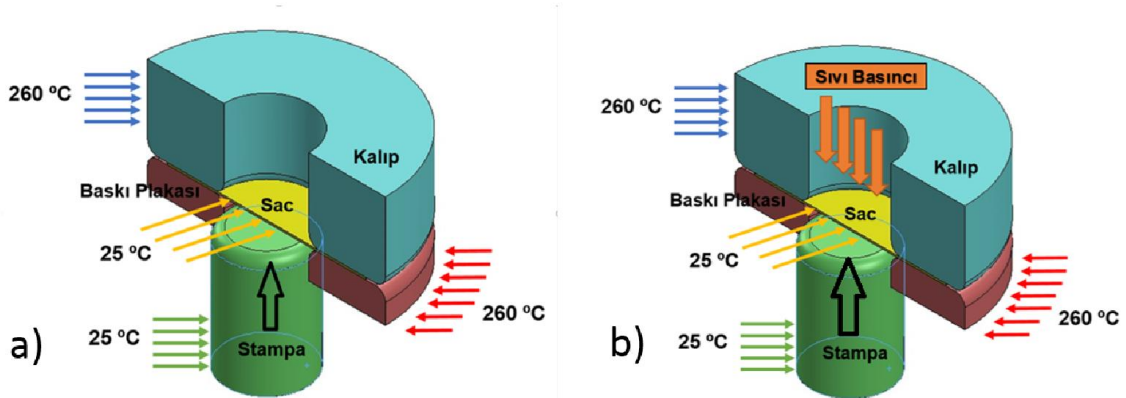 260 ºC
Kalıp
Baskı Plakası
Sac
25 ºC
260 ºC
25 ºC
Stampa
a)
Sıvı Basıncı
260 ºC
Kalıp
Baskı Plakası
Sac
25 ºC
260 ºC
25 ºC
Stampa
b)